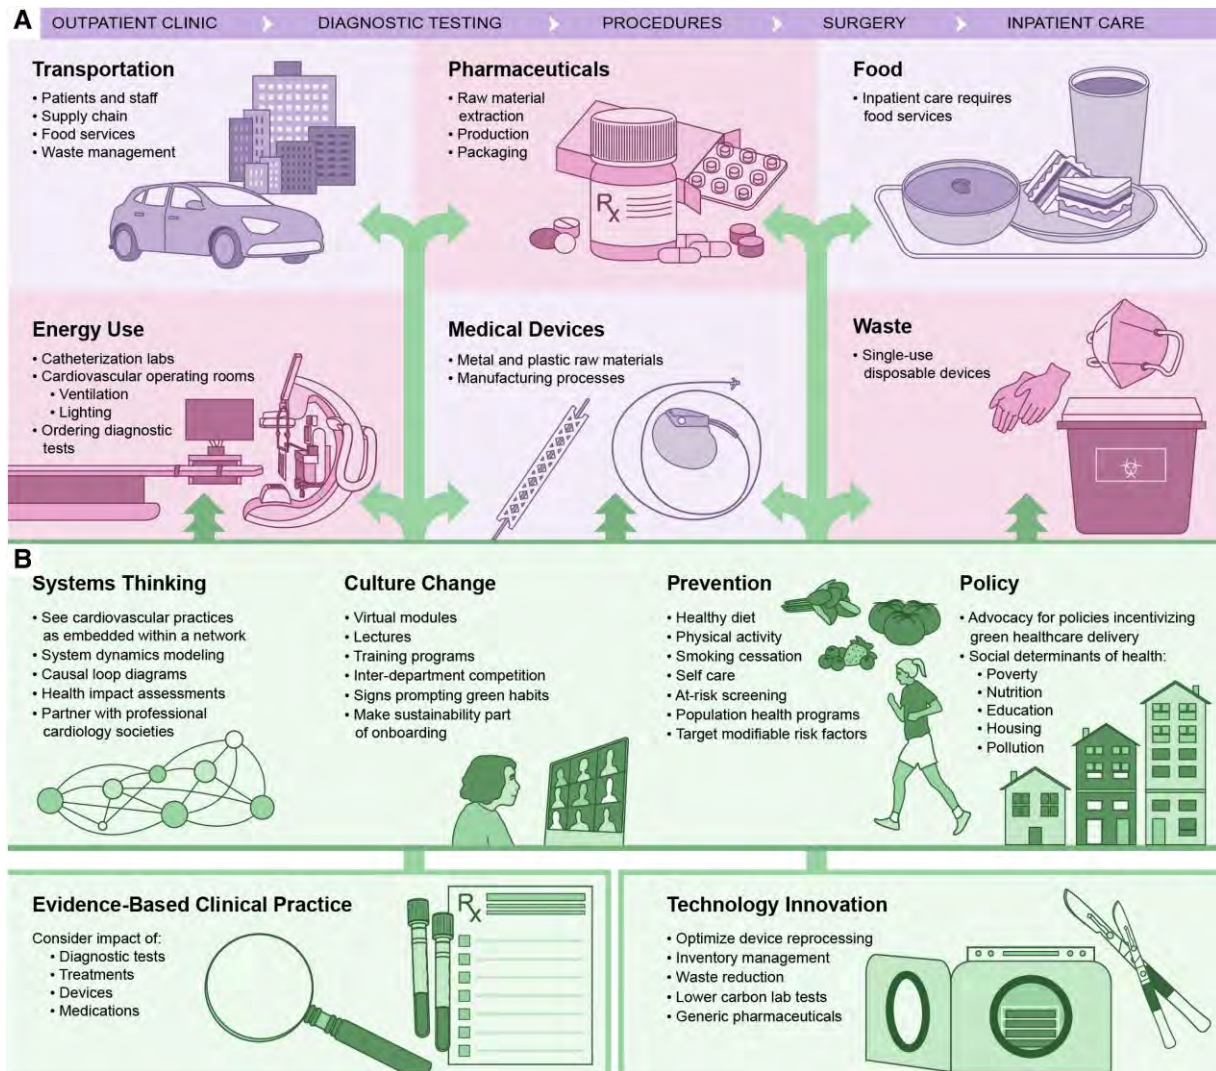 A
OUTPATIENT CLINIC
DIAGNOSTIC TESTING
PROCEDURES
SURGERY
INPATIENT CARE
Transportation
• Patients and staff
• Supply chain
• Food services
• Waste management
Pharmaceuticals
• Raw material
extraction
• Production
• Packaging
Rx
Food
• Inpatient care requires
food services
Energy Use
• Catheterization labs
• Cardiovascular operating rooms
• Ventilation
• Lighting
• Ordering diagnostic
tests
Medical Devices
• Metal and plastic raw materials
• Manufacturing processes
Waste
• Single-use
disposable devices
B
Systems Thinking
• See cardiovascular practices
as embedded within a network
• System dynamics modeling
• Causal loop diagrams
• Health impact assessments
• Partner with professional
cardiology societies
Culture Change
• Virtual modules
• Lectures
• Training programs
• Inter-department competition
• Signs prompting green habits
• Make sustainability part
of onboarding
Prevention
• Healthy diet
• Physical activity
• Smoking cessation
• Self care
• At-risk screening
• Population health programs
• Target modifiable risk factors
Policy
• Advocacy for policies incentivizing
green healthcare delivery
• Social determinants of health:
• Poverty
• Nutrition
• Education
• Housing
• Pollution
Evidence-Based Clinical Practice
Consider impact of:
• Diagnostic tests
• Treatments
• Devices
• Medications
Rx
Technology Innovation
• Optimize device reprocessing
• Inventory management
• Waste reduction
• Lower carbon lab tests
• Generic pharmaceuticals